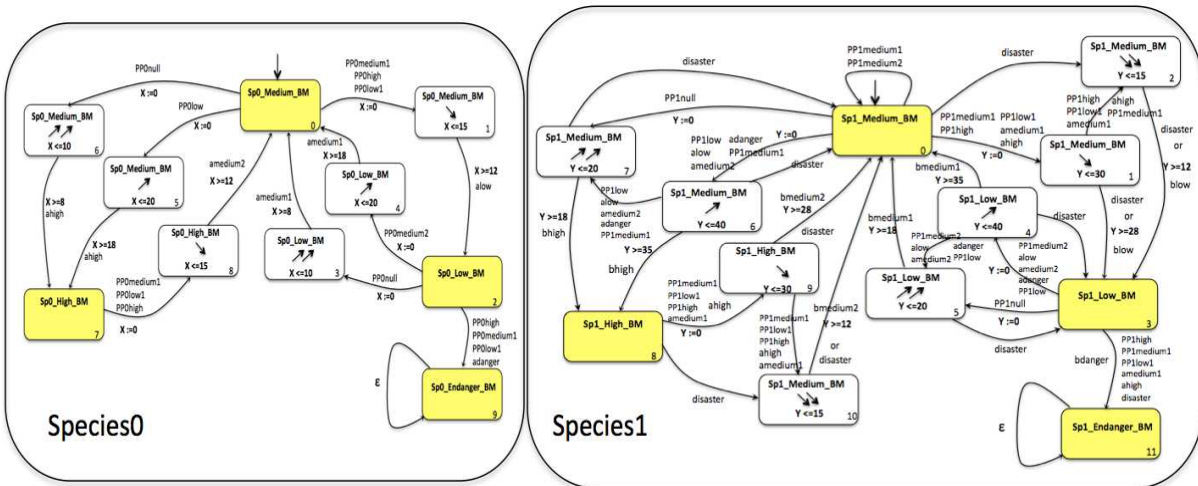 PP0null
X :=0
Sp0_Medium_BM
0
PP0medium1
PP0high
PP0low1
X :=0
Sp0_Medium_BM
X <=15
1
Sp0_Medium_BM
X <=10
6
PP0low
X :=0
Sp0_Medium_BM
X <=20
5
amedium2
X >=12
amedium1
X >=18
Sp0_Low_BM
X <=20
4
X >=12
alow
X >=8
ahigh
X >=18
ahigh
Sp0_High_BM
X <=15
8
amedium1
X >=8
Sp0_Low_BM
X <=10
3
PP0medium2
X :=0
PP0null
X :=0
Sp0_Low_BM
2
Sp0_High_BM
7
PP0medium1
PP0low1
PP0high
X :=0
PP0high
PP0medium1
PP0low1
adanger
ε
Sp0_Endanger_BM
9
Species0
PP1medium1
PP1medium2
disaster
disaster
Sp1_Medium_BM
Y <=15
2
PP1null
Y :=0
Sp1_Medium_BM
0
PP1medium1
PP1high
Y :=0
PP1low1
amedium1
ahigh
PP1high
PP1low1
amedium1
ahigh
PP1medium1
Sp1_Medium_BM
Y <=30
1
disaster
or
Y >=12
blow
Sp1_Medium_BM
Y <=20
7
PP1low
alow
amedium2
adanger
PP1medium1
Y :=0
disaster
PP1low
alow
amedium2
adanger
PP1medium1
Sp1_Medium_BM
Y <=40
6
bmedium2
Y >=28
disaster
bmedium1
Y >=35
Sp1_Low_BM
Y <=40
4
disaster
disaster
or
Y >=28
blow
Y >=18
bhigh
Y >=35
bhigh
Sp1_High_BM
Y <=30
9
bmedium1
Y >=18
PP1medium2
alow
amedium2
adanger
PP1low
Y :=0
PP1medium2
alow
amedium2
adanger
PP1low
Sp1_Low_BM
Y <=20
5
PP1null
Y :=0
disaster
Sp1_Low_BM
3
Sp1_High_BM
8
PP1medium1
PP1low1
PP1high
amedium1
ahigh
Y :=0
PP1medium1
PP1low1
PP1high
ahigh
amedium1
bmedium2
Y >=12
or
disaster
disaster
Sp1_Medium_BM
Y <=15
10
bdanger
PP1high
PP1medium1
PP1low1
amedium1
ahigh
disaster
ε
Sp1_Endanger_BM
11
Species1